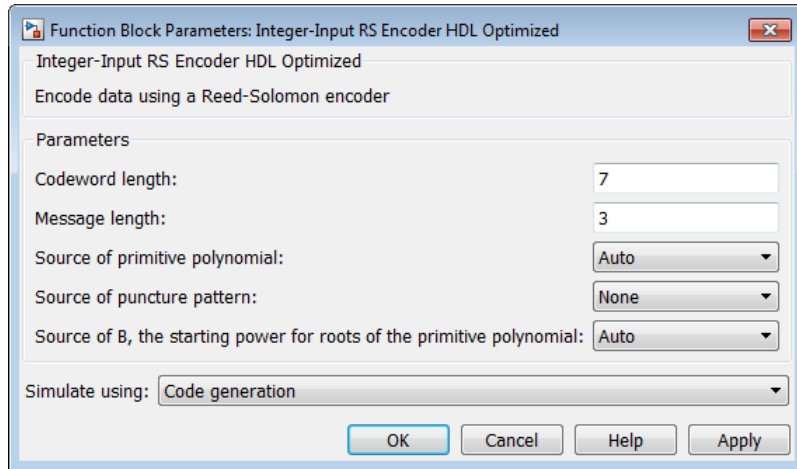 Function Block Parameters: Integer-Input RS Encoder HDL Optimized
Integer-Input RS Encoder HDL Optimized
Encode data using a Reed-Solomon encoder
Parameters
Codeword length: 7
Message length: 3
Source of primitive polynomial: Auto
Source of puncture pattern: None
Source of B, the starting power for roots of the primitive polynomial: Auto
Simulate using: Code generation
OK Cancel Help Apply